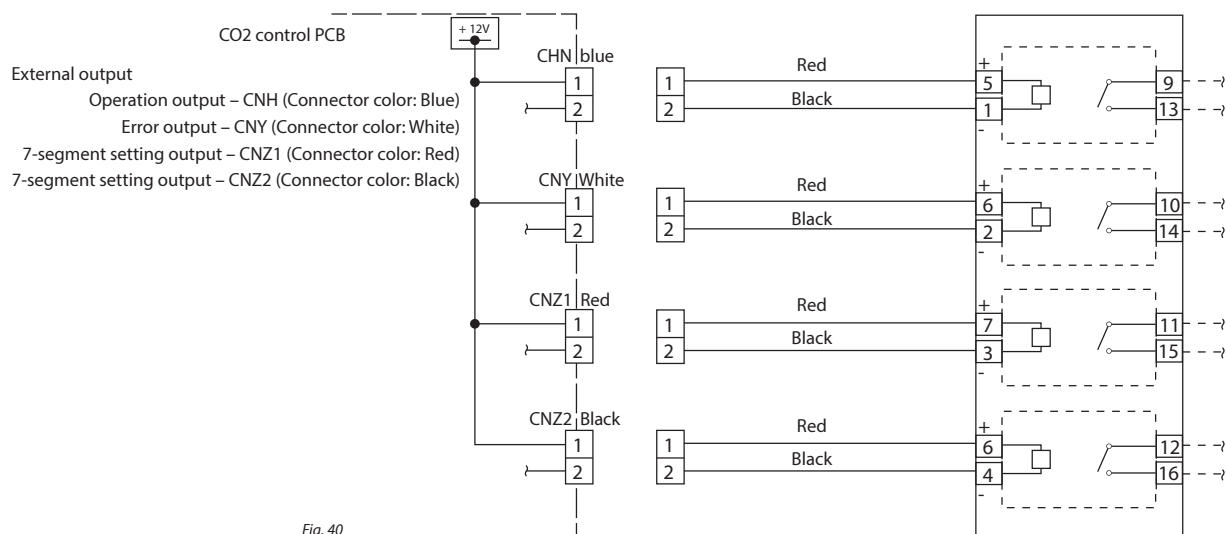 CO2 control PCB
+ 12V
External output
Operation output – CNH (Connector color: Blue)
Error output – CNY (Connector color: White)
7-segment setting output – CNZ1 (Connector color: Red)
7-segment setting output – CNZ2 (Connector color: Black)
CHN blue
1
2
1
2
Red
Black
+
5
1
-
9
13
CNY White
1
2
1
2
Red
Black
+
6
2
-
10
14
CNZ1 Red
1
2
1
2
Red
Black
+
7
3
-
11
15
CNZ2 Black
1
2
1
2
Red
Black
+
6
4
-
12
16
Fig. 40